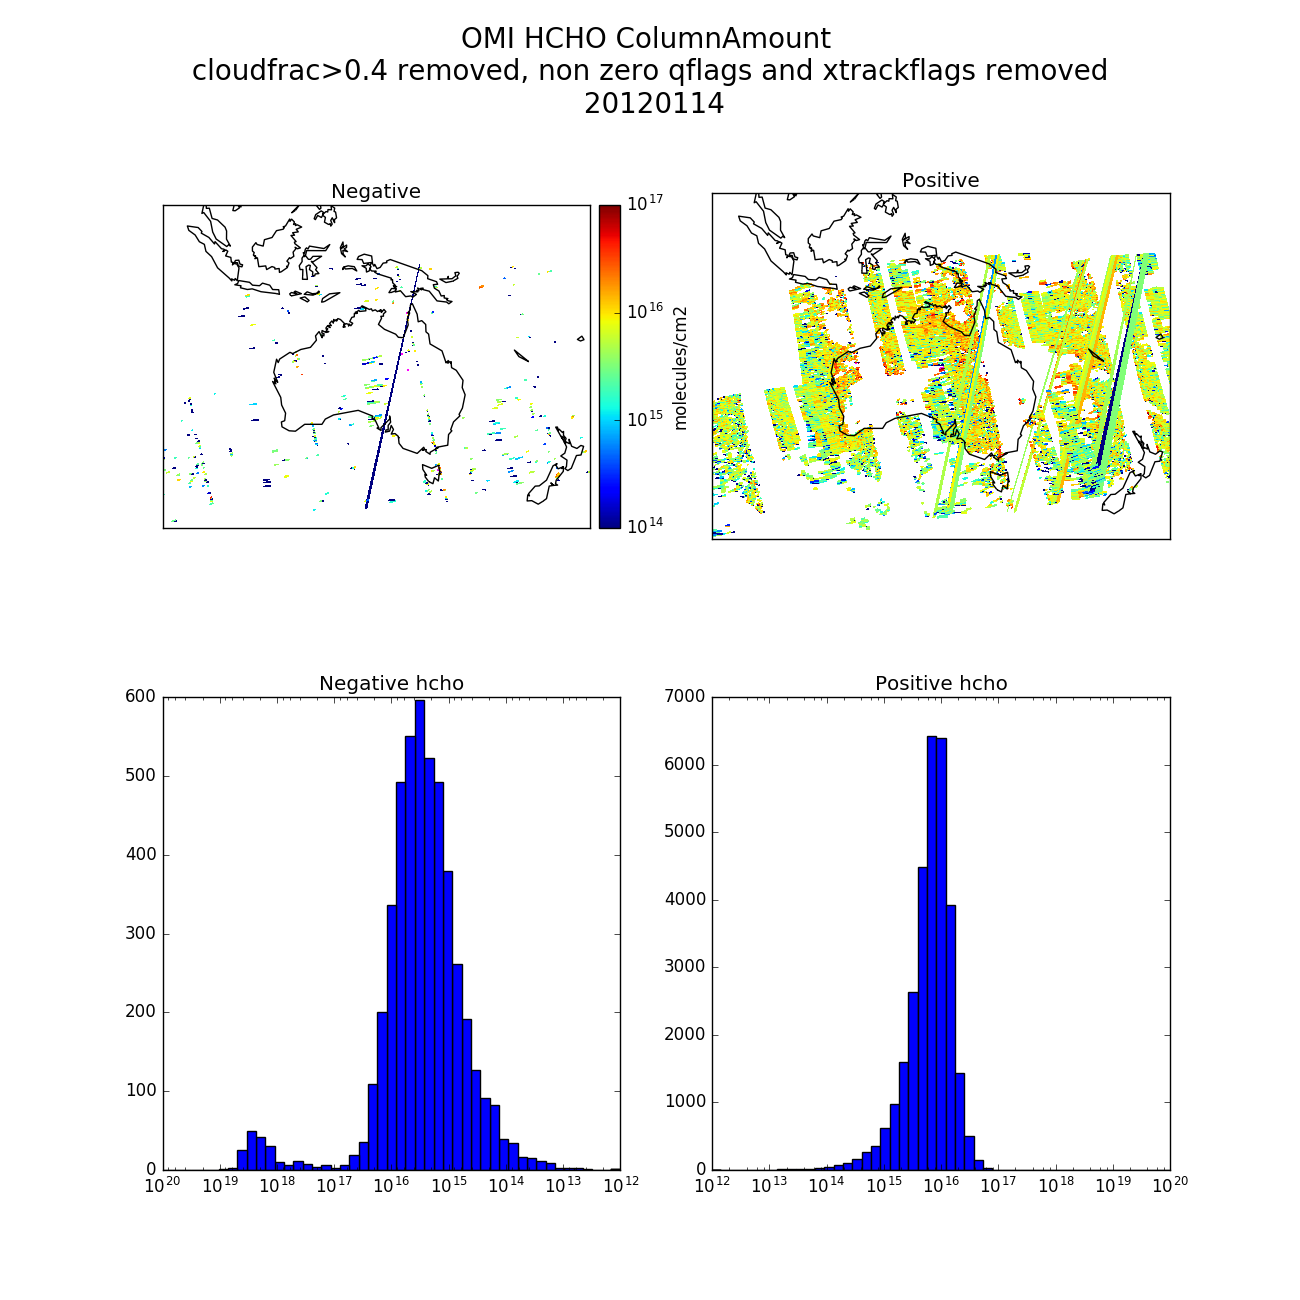 OMI HCHO ColumnAmount
cloudfrac>0.4 removed, non zero qflags and xtrackflags removed
20120114
Negative
10^17
10^16
10^15
10^14
molecules/cm2
Positive
Negative hcho
600
500
400
300
200
100
0
10^20 10^19 10^18 10^17 10^16 10^15 10^14 10^13 10^12
Positive hcho
7000
6000
5000
4000
3000
2000
1000
0
10^12 10^13 10^14 10^15 10^16 10^17 10^18 10^19 10^20